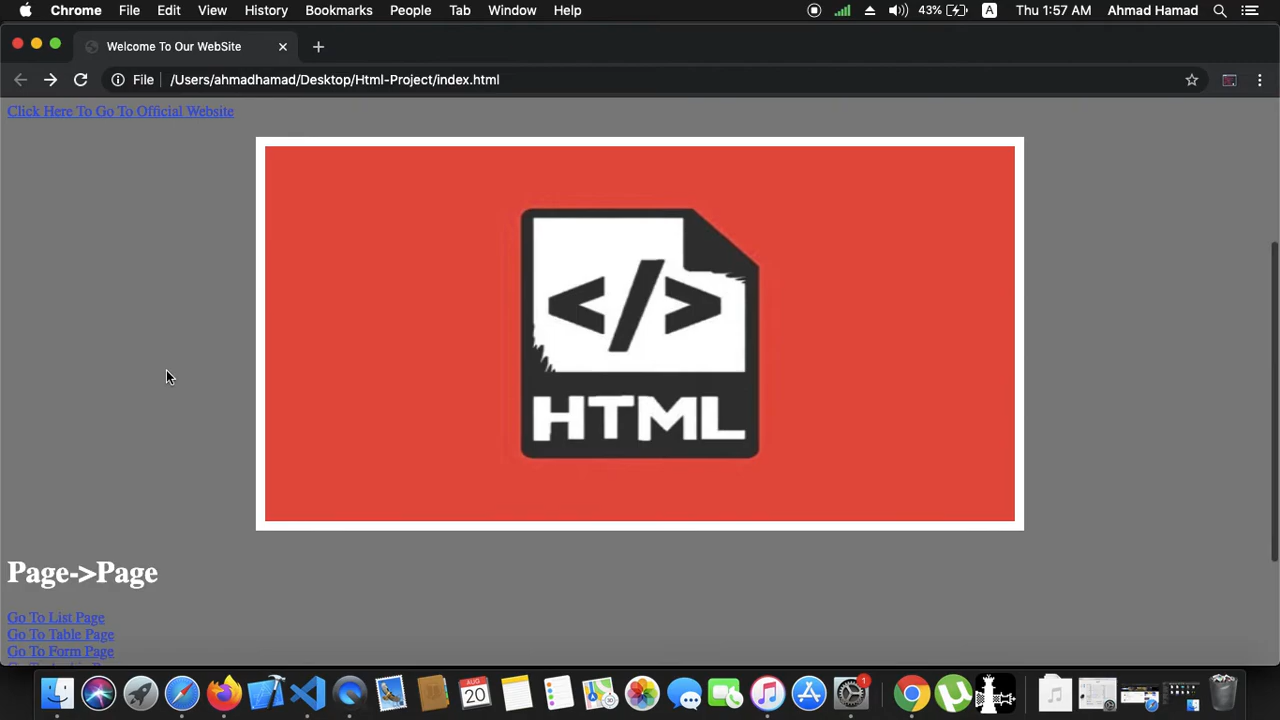 Chrome File Edit View History Bookmarks People Tab Window Help 43% A Thu 1:57 AM Ahmad Hamad
Welcome To Our WebSite
File /Users/ahmadhamad/Desktop/Html-Project/index.html
Click Here To Go To Official Website
</>
HTML
Page->Page
Go To List Page
Go To Table Page
Go To Form Page
AUG
20
1